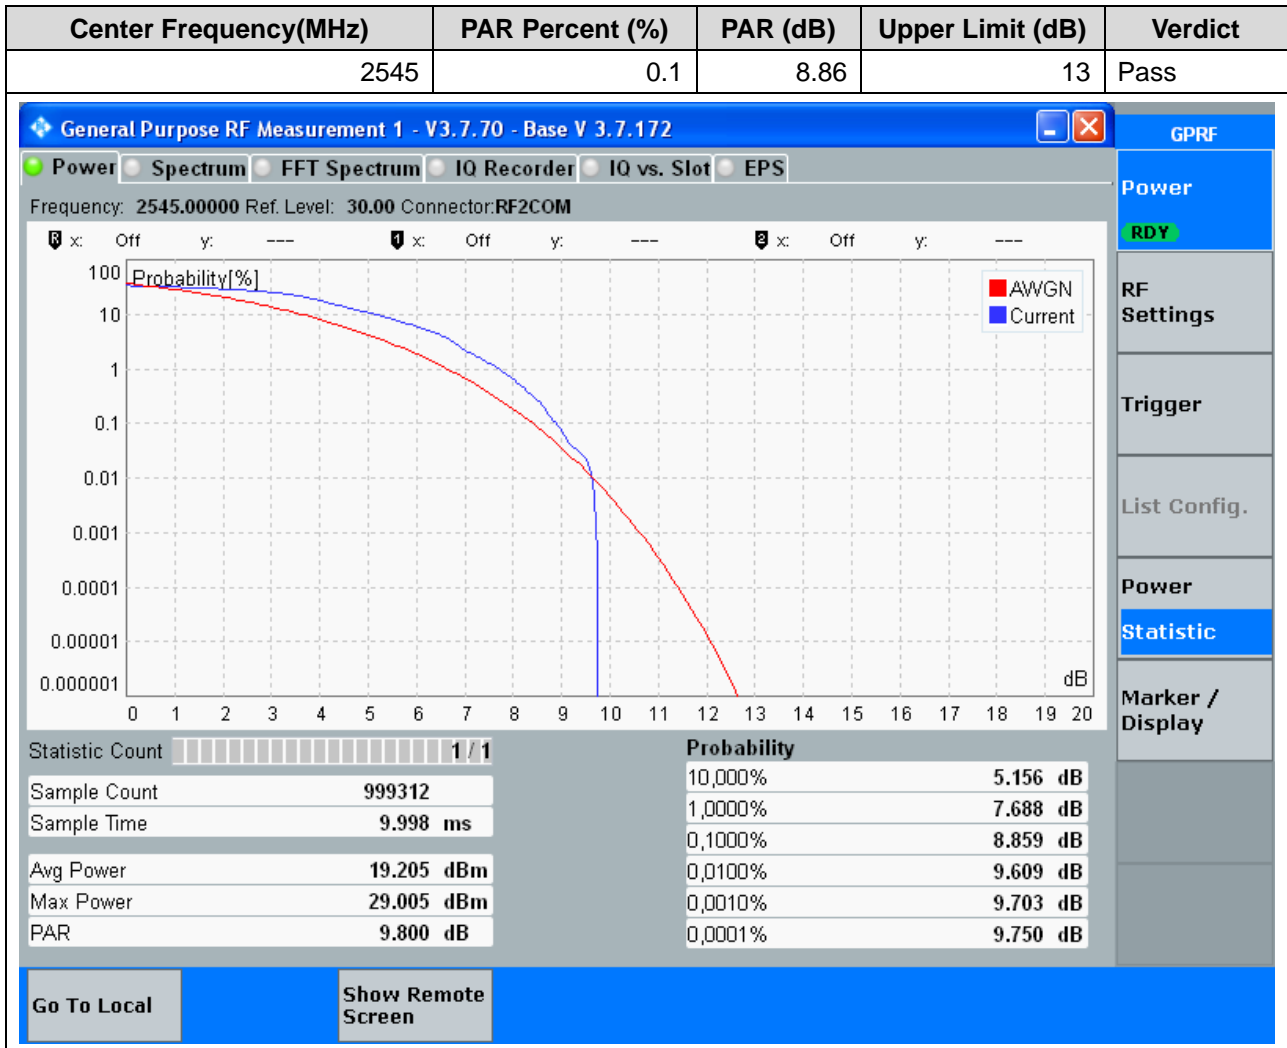 Center Frequency(MHz) PAR Percent (%) PAR (dB) Upper Limit (dB) Verdict
2545 0.1 8.86 13 Pass
General Purpose RF Measurement 1 - V3.7.70 - Base V 3.7.172
GPRF
Power Spectrum FFT Spectrum IQ Recorder IQ vs. Slot EPS
Power
RDY
Frequency: 2545.00000 Ref. Level: 30.00 Connector:RF2COM
R x: Off y: --- 1 x: Off y: --- 2 x: Off y: ---
Probability[%]
AWGN
Current
100
10
1
0.1
0.01
0.001
0.0001
0.00001
0.000001
dB
0 1 2 3 4 5 6 7 8 9 10 11 12 13 14 15 16 17 18 19 20
RF
Settings
Trigger
List Config.
Power
Statistic
Marker /
Display
Statistic Count 1 / 1
Sample Count 999312
Sample Time 9.998 ms
Avg Power 19.205 dBm
Max Power 29.005 dBm
PAR 9.800 dB
Probability
10,000% 5.156 dB
1,0000% 7.688 dB
0,1000% 8.859 dB
0,0100% 9.609 dB
0,0010% 9.703 dB
0,0001% 9.750 dB
Go To Local
Show Remote
Screen